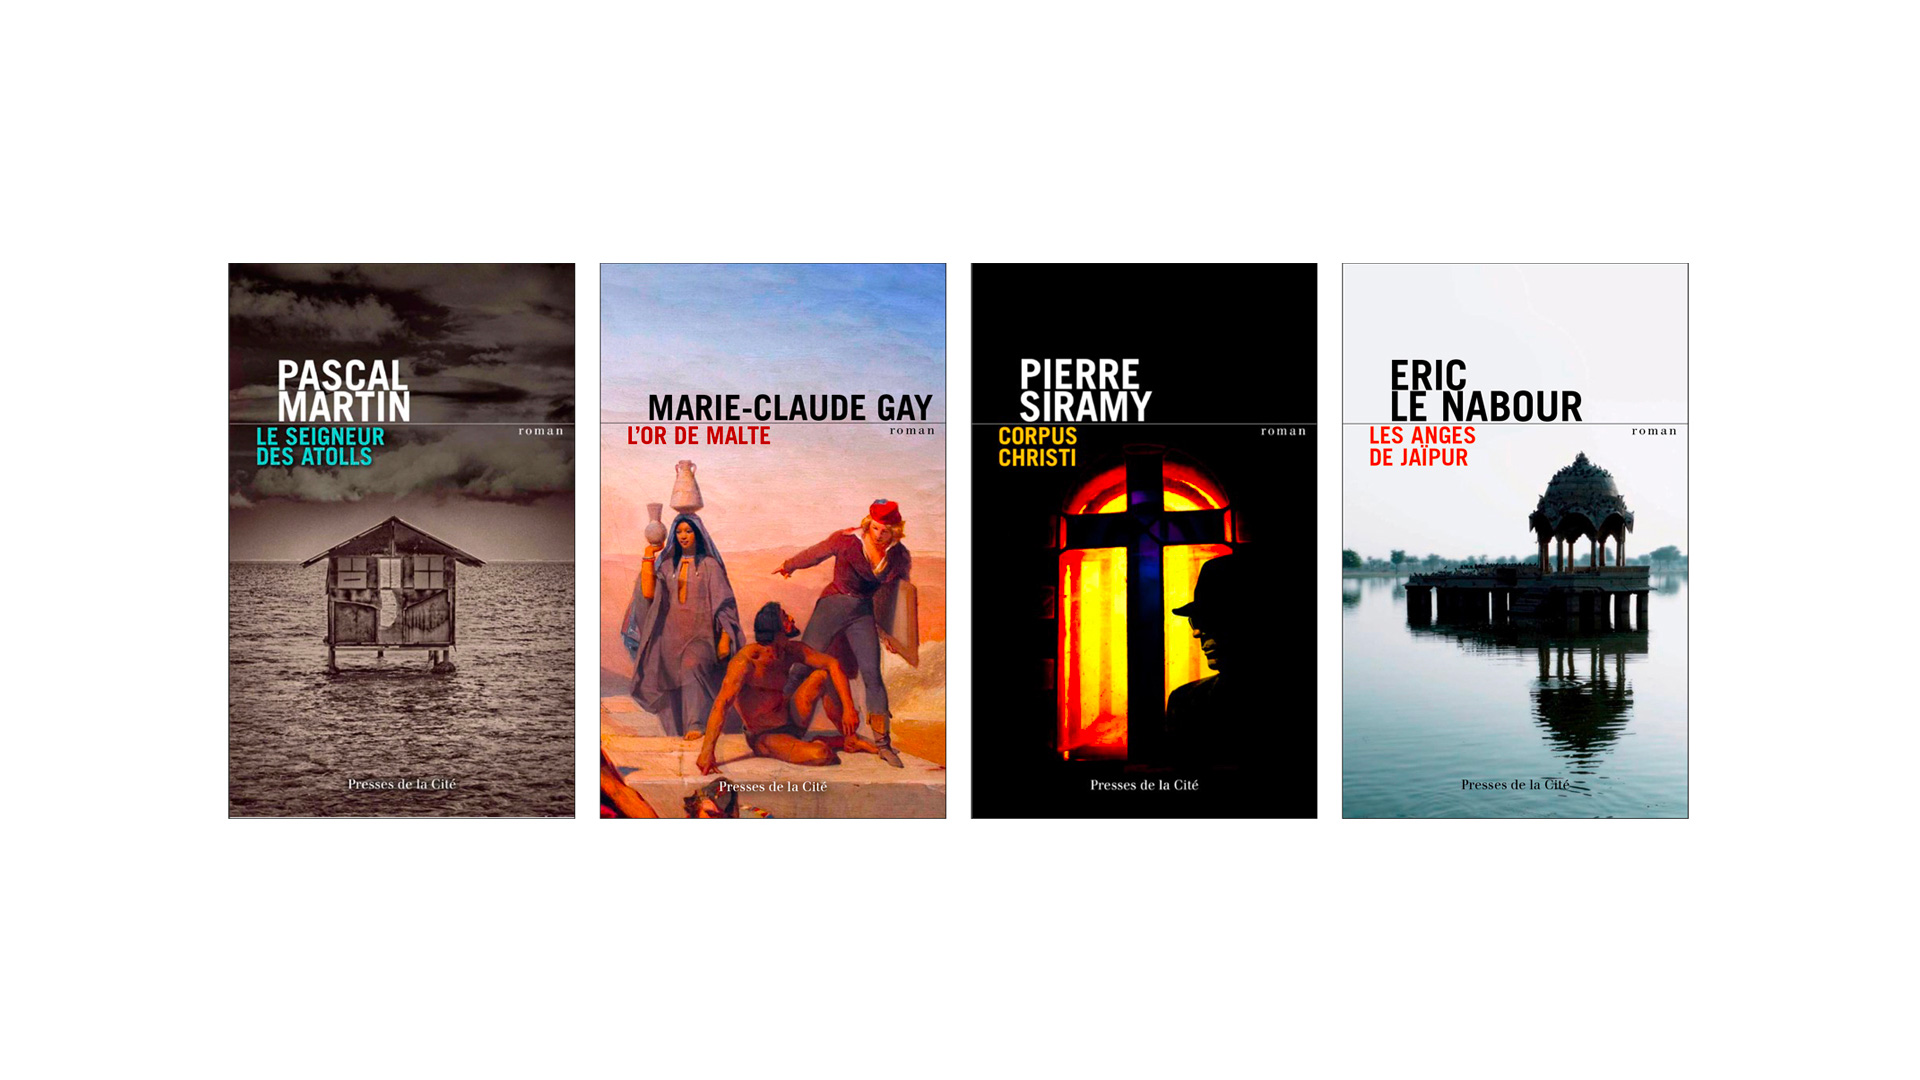 PASCAL
MARTIN
roman
LE SEIGNEUR
DES ATOLLS
Presses de la Cité
MARIE-CLAUDE GAY
roman
L'OR DE MALTE
Presses de la Cité
PIERRE
SIRAMY
roman
CORPUS
CHRISTI
Presses de la Cité
ERIC
LE NABOUR
roman
LES ANGES
DE JAÏPUR
Presses de la Cité